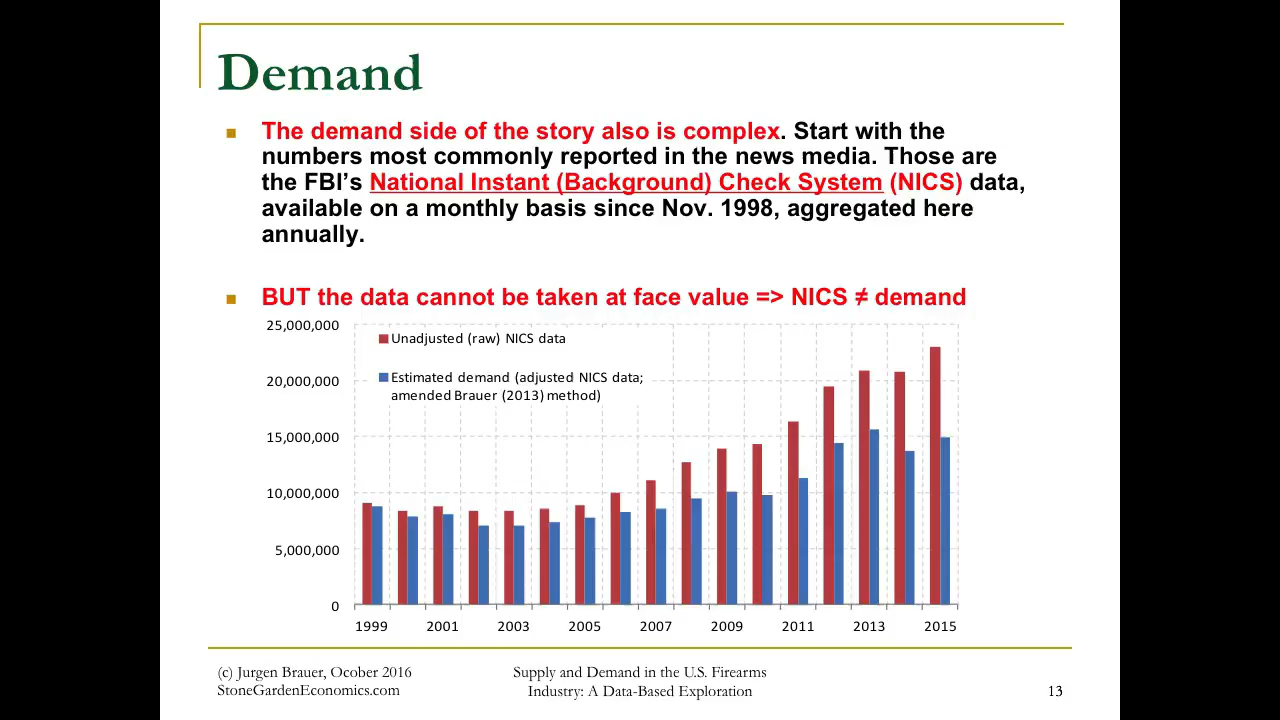 Demand
The demand side of the story also is complex. Start with the
numbers most commonly reported in the news media. Those are
the FBI’s National Instant (Background) Check System (NICS) data,
available on a monthly basis since Nov. 1998, aggregated here
annually.
BUT the data cannot be taken at face value => NICS ≠ demand
25,000,000
20,000,000
15,000,000
10,000,000
5,000,000
0
Unadjusted (raw) NICS data
Estimated demand (adjusted NICS data;
amended Brauer (2013) method)
1999 2001 2003 2005 2007 2009 2011 2013 2015
(c) Jurgen Brauer, Ocober 2016
StoneGardenEconomics.com
Supply and Demand in the U.S. Firearms
Industry: A Data-Based Exploration
13